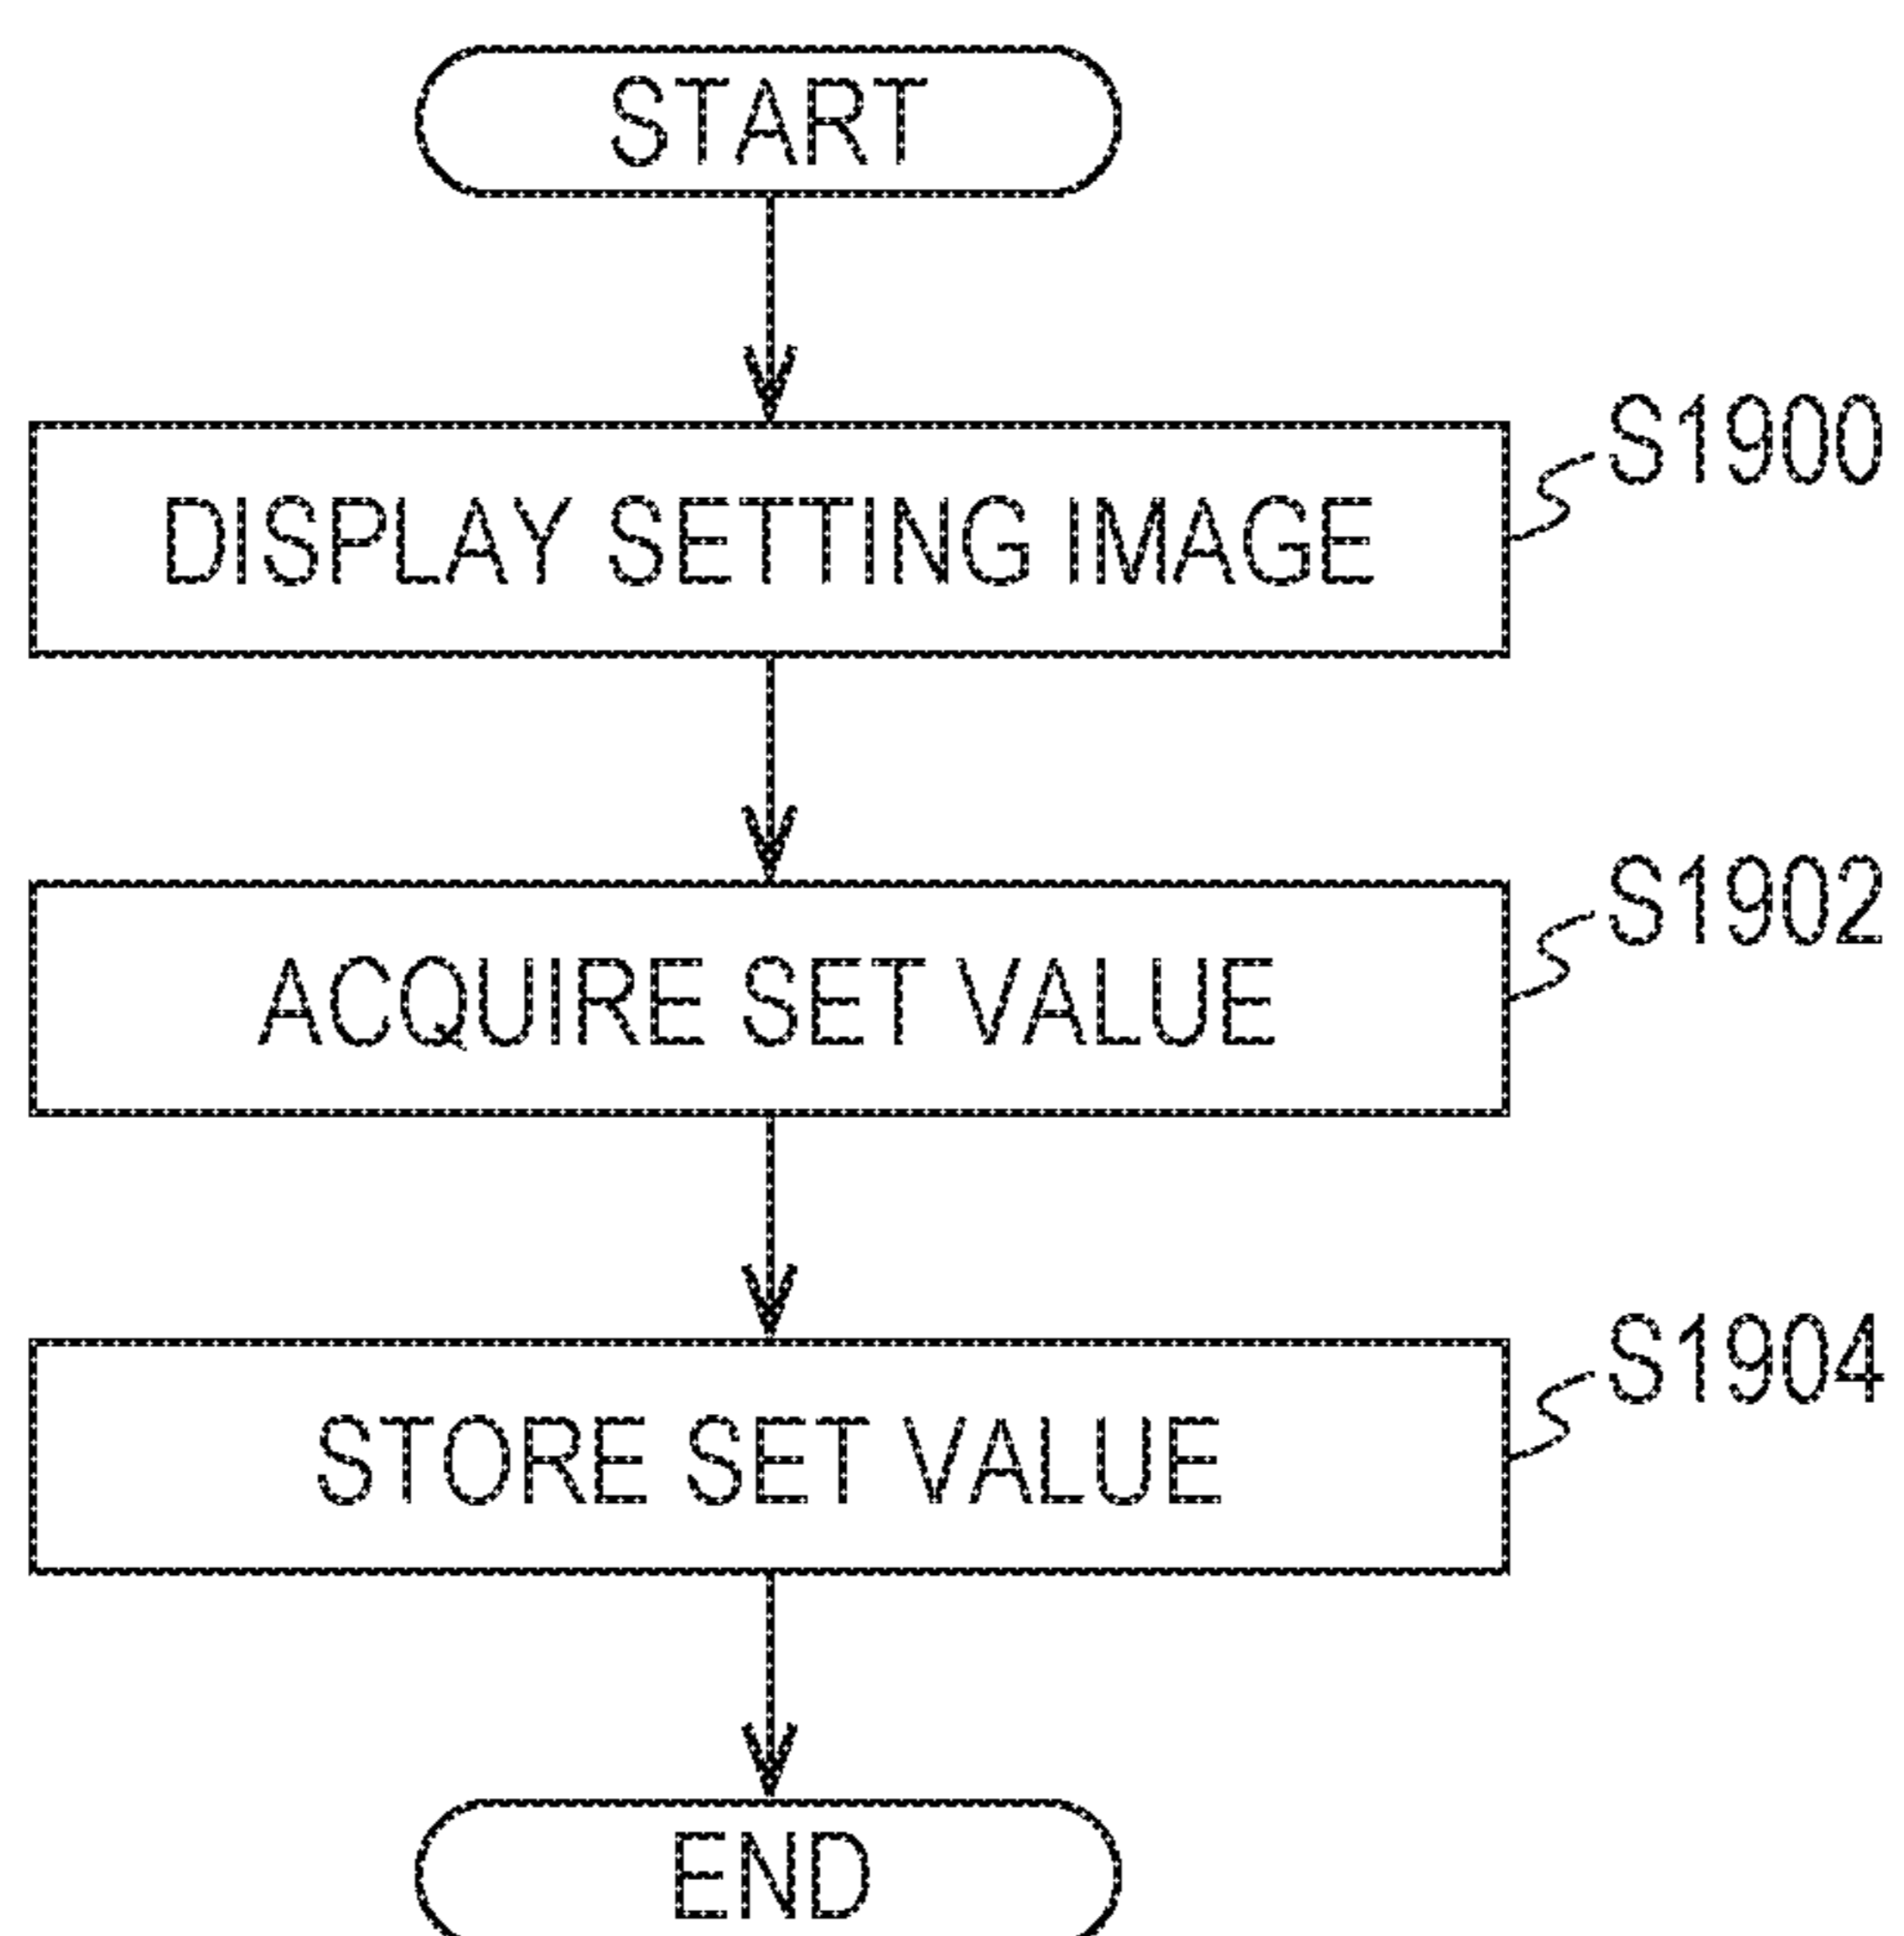 START
DISPLAY SETTING IMAGE
S1900
ACQUIRE SET VALUE
S1902
STORE SET VALUE
S1904
END